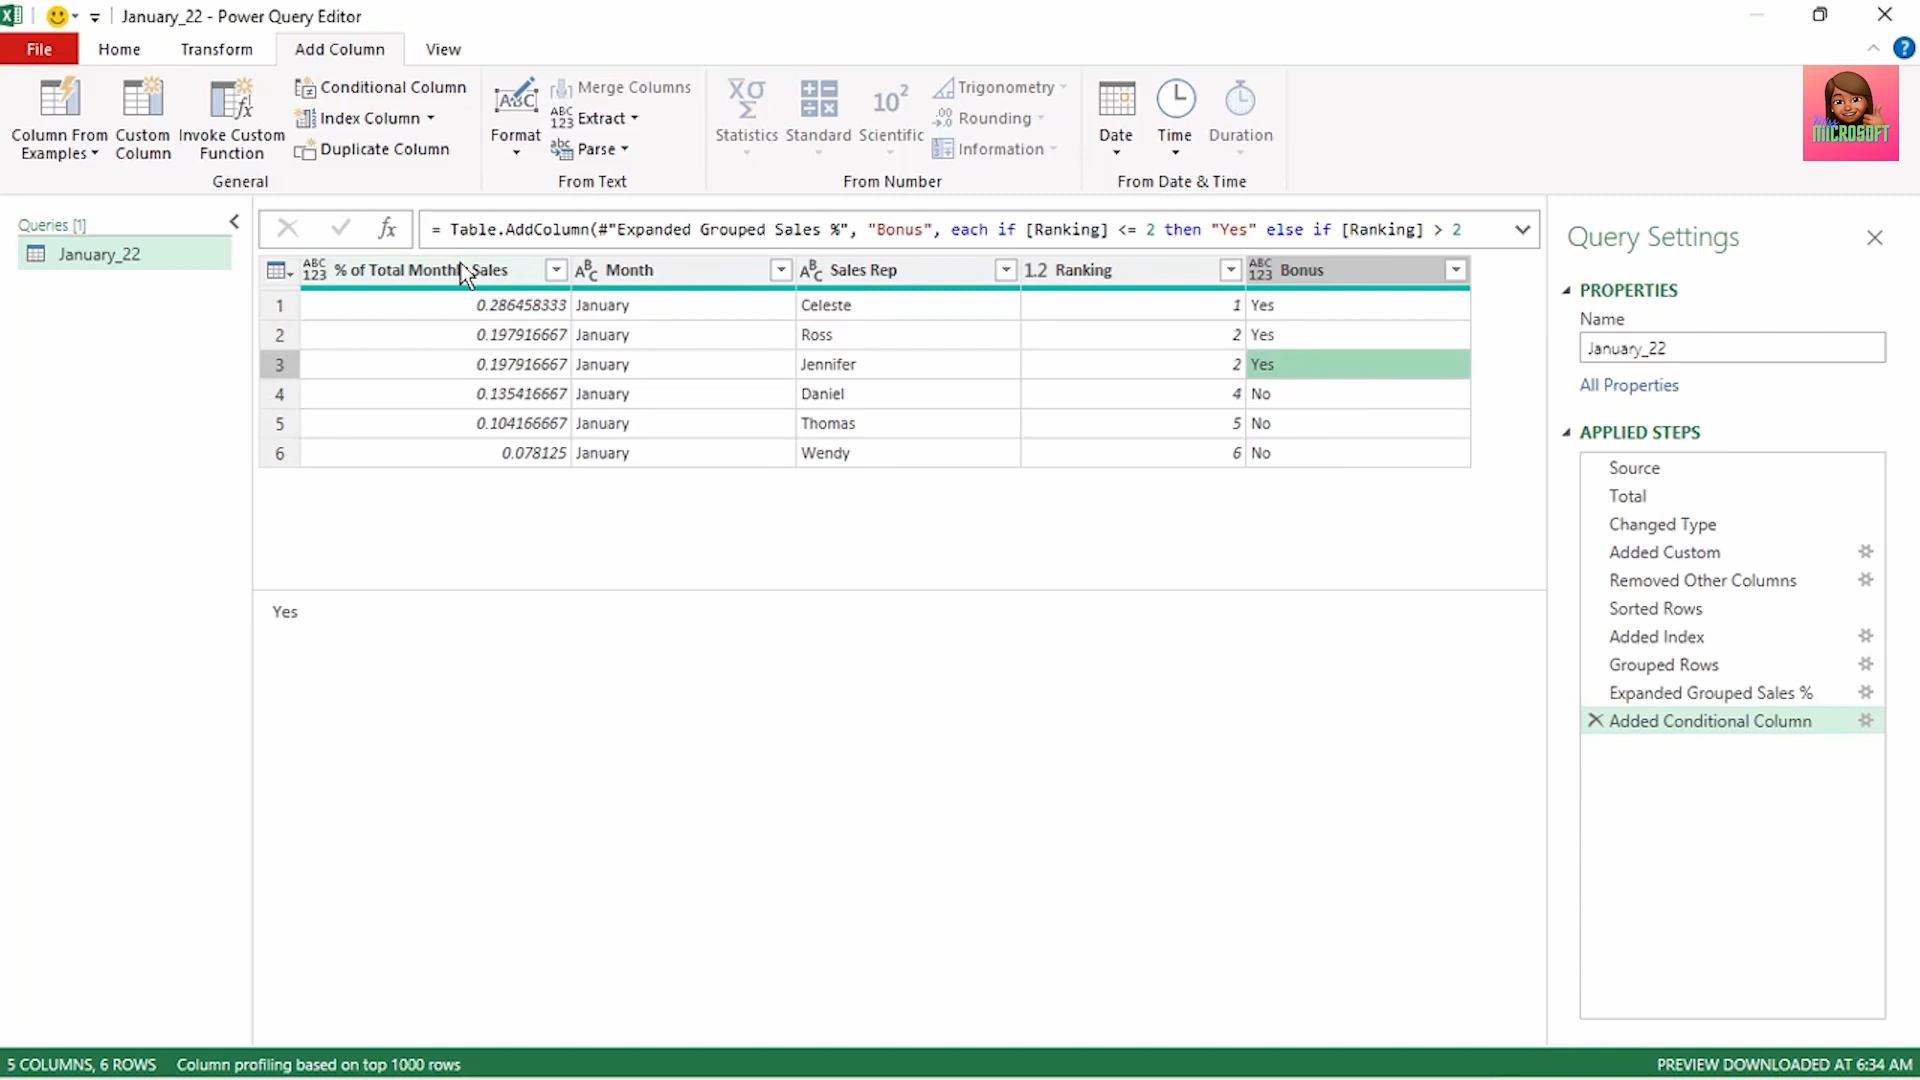 January_22 - Power Query Editor
File Home Transform Add Column View
Column From Examples
Custom Column
Invoke Custom Function
Conditional Column
Index Column
Duplicate Column
General
Format
Merge Columns
Extract
Parse
From Text
Statistics
Standard
Scientific
Trigonometry
Rounding
Information
From Number
Date
Time
Duration
From Date & Time
Miss
MICROSOFT
Queries [1]
January_22
= Table.AddColumn(#"Expanded Grouped Sales %", "Bonus", each if [Ranking] <= 2 then "Yes" else if [Ranking] > 2
% of Total Monthly Sales Month Sales Rep 1.2 Ranking Bonus
1 0.286458333 January Celeste 1 Yes
2 0.197916667 January Ross 2 Yes
3 0.197916667 January Jennifer 2 Yes
4 0.135416667 January Daniel 4 No
5 0.104166667 January Thomas 5 No
6 0.078125 January Wendy 6 No
Yes
Query Settings
PROPERTIES
Name
January_22
All Properties
APPLIED STEPS
Source
Total
Changed Type
Added Custom
Removed Other Columns
Sorted Rows
Added Index
Grouped Rows
Expanded Grouped Sales %
Added Conditional Column
5 COLUMNS, 6 ROWS Column profiling based on top 1000 rows
PREVIEW DOWNLOADED AT 6:34 AM